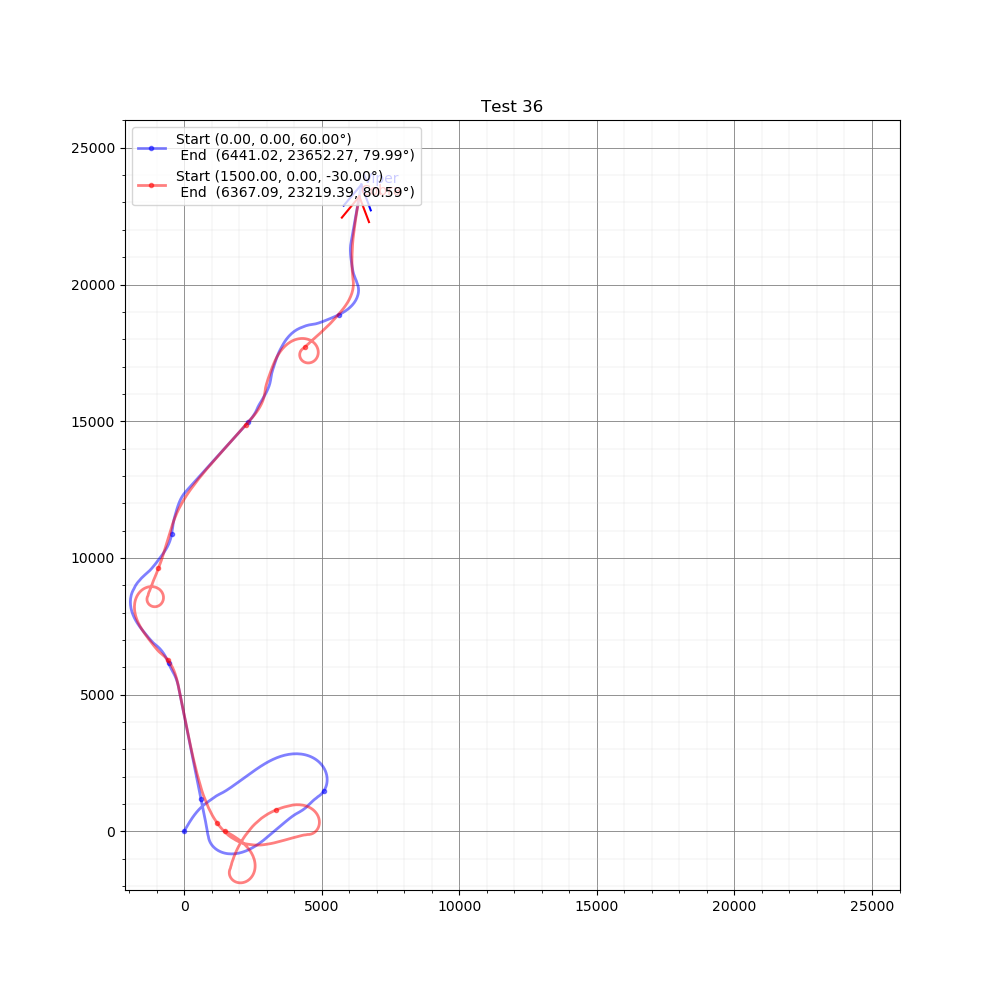 Test 36
Start (0.00, 0.00, 60.00°)
End (6441.02, 23652.27, 79.99°)
Start (1500.00, 0.00, -30.00°)
End (6367.09, 23219.39, 80.59°)
25000
20000
15000
10000
5000
0
0 5000 10000 15000 20000 25000